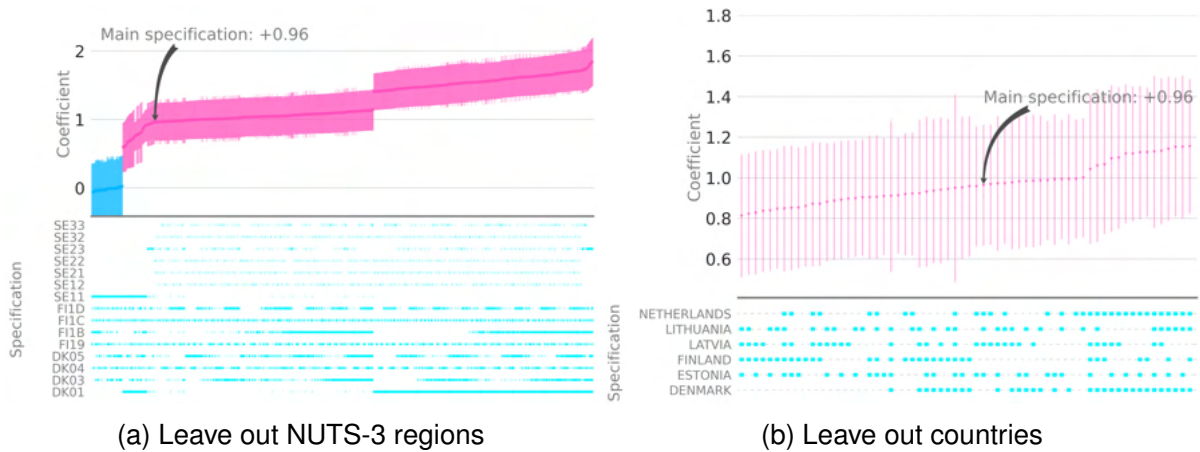 Main specification: +0.96
Coefficient
2
1
0
Specification
SE33
SE32
SE23
SE22
SE21
SE12
SE11
FI1D
FI1C
FI1B
FI19
DK05
DK04
DK03
DK01
(a) Leave out NUTS-3 regions
Main specification: +0.96
Coefficient
1.8
1.6
1.4
1.2
1.0
0.8
0.6
Specification
NETHERLANDS
LITHUANIA
LATVIA
FINLAND
ESTONIA
DENMARK
(b) Leave out countries